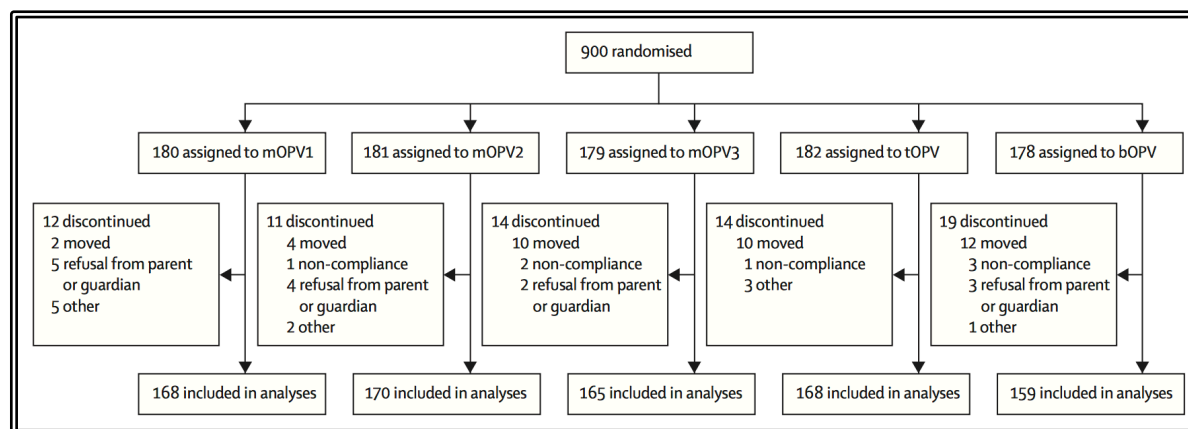 900 randomised
180 assigned to mOPV1
181 assigned to mOPV2
179 assigned to mOPV3
182 assigned to tOPV
178 assigned to bOPV
12 discontinued
2 moved
5 refusal from parent
or guardian
5 other
11 discontinued
4 moved
1 non-compliance
4 refusal from parent
or guardian
2 other
14 discontinued
10 moved
2 non-compliance
2 refusal from parent
or guardian
14 discontinued
10 moved
1 non-compliance
3 other
19 discontinued
12 moved
3 non-compliance
3 refusal from parent
or guardian
1 other
168 included in analyses
170 included in analyses
165 included in analyses
168 included in analyses
159 included in analyses